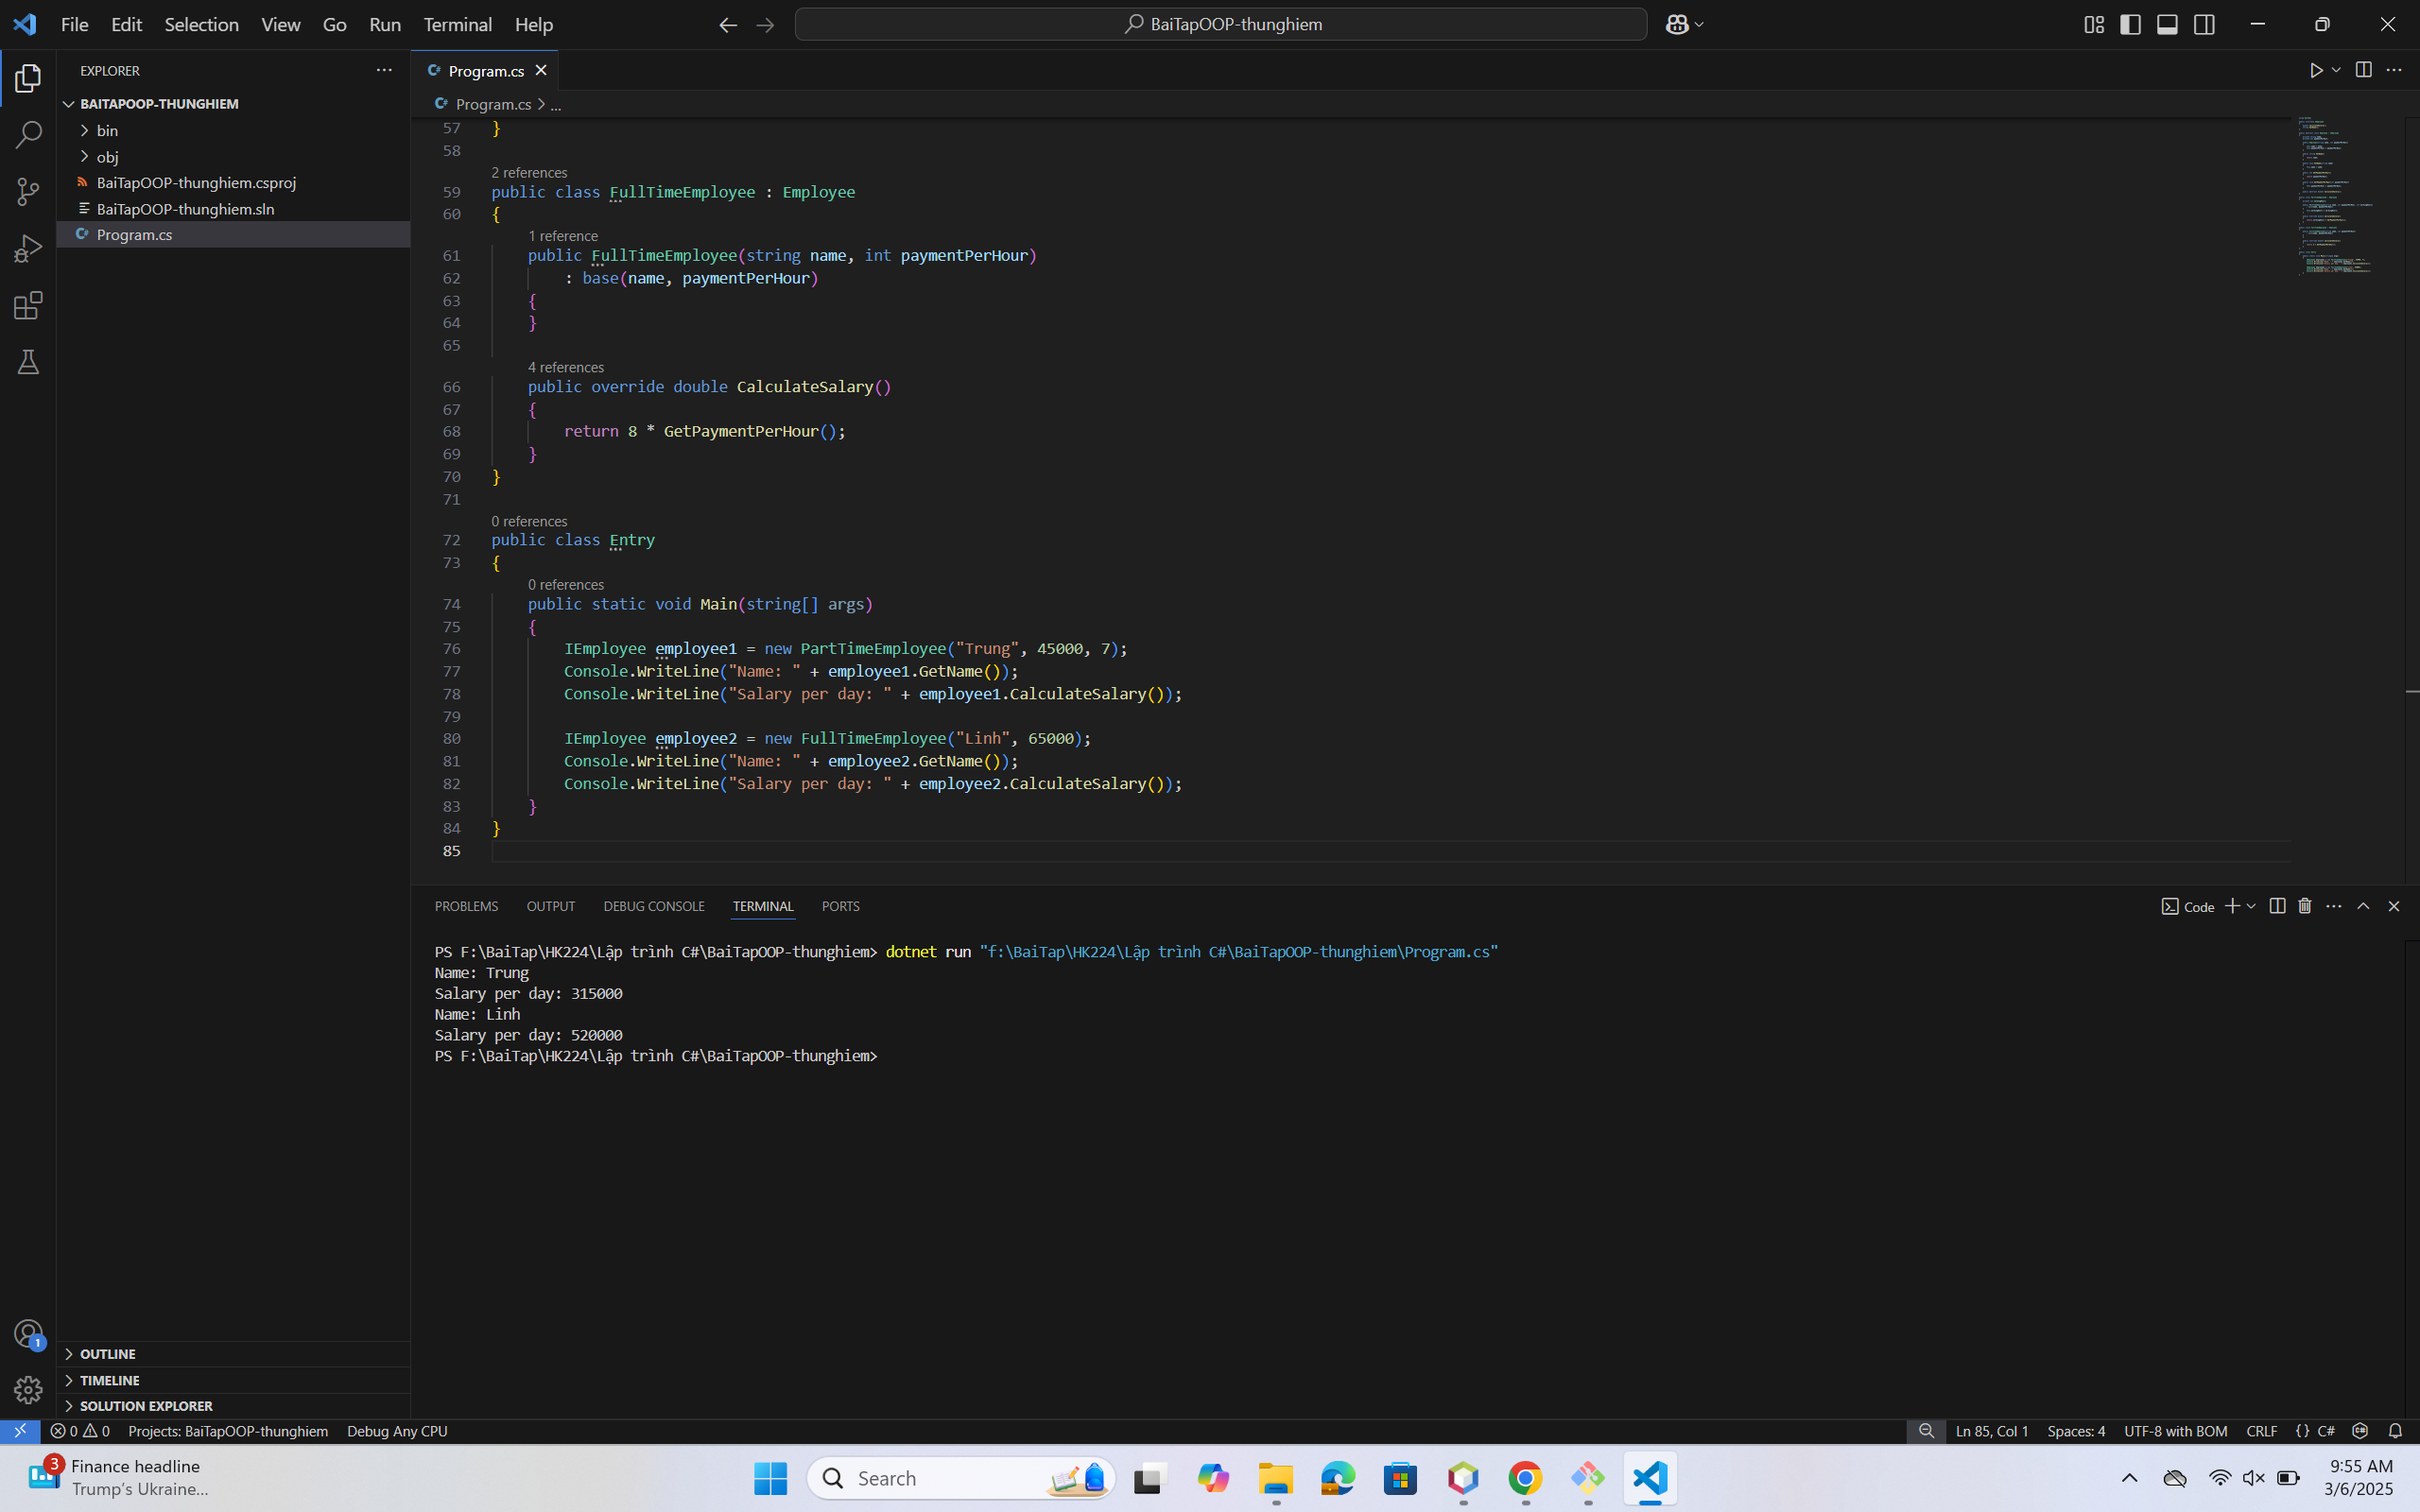 File Edit Selection View Go Run Terminal Help
BaiTapOOP-thunghiem
EXPLORER
BAITAPOOP-THUNGHIEM
bin
obj
BaiTapOOP-thunghiem.csproj
BaiTapOOP-thunghiem.sln
Program.cs
OUTLINE
TIMELINE
SOLUTION EXPLORER
Program.cs
Program.cs > ...
57 }
58
2 references
59 public class FullTimeEmployee : Employee
60 {
1 reference
61 public FullTimeEmployee(string name, int paymentPerHour)
62 : base(name, paymentPerHour)
63 {
64 }
65
4 references
66 public override double CalculateSalary()
67 {
68 return 8 * GetPaymentPerHour();
69 }
70 }
71
0 references
72 public class Entry
73 {
0 references
74 public static void Main(string[] args)
75 {
76 IEmployee employee1 = new PartTimeEmployee("Trung", 45000, 7);
77 Console.WriteLine("Name: " + employee1.GetName());
78 Console.WriteLine("Salary per day: " + employee1.CalculateSalary());
79
80 IEmployee employee2 = new FullTimeEmployee("Linh", 65000);
81 Console.WriteLine("Name: " + employee2.GetName());
82 Console.WriteLine("Salary per day: " + employee2.CalculateSalary());
83 }
84 }
85
PROBLEMS OUTPUT DEBUG CONSOLE TERMINAL PORTS
Code
PS F:\BaiTap\HK224\Lập trình C#\BaiTapOOP-thunghiem> dotnet run "f:\BaiTap\HK224\Lập trình C#\BaiTapOOP-thunghiem\Program.cs"
Name: Trung
Salary per day: 315000
Name: Linh
Salary per day: 520000
PS F:\BaiTap\HK224\Lập trình C#\BaiTapOOP-thunghiem>
1
0 0 Projects: BaiTapOOP-thunghiem Debug Any CPU
Ln 85, Col 1 Spaces: 4 UTF-8 with BOM CRLF {} C#
3
Finance headline
Trump's Ukraine...
Search
9:55 AM
3/6/2025